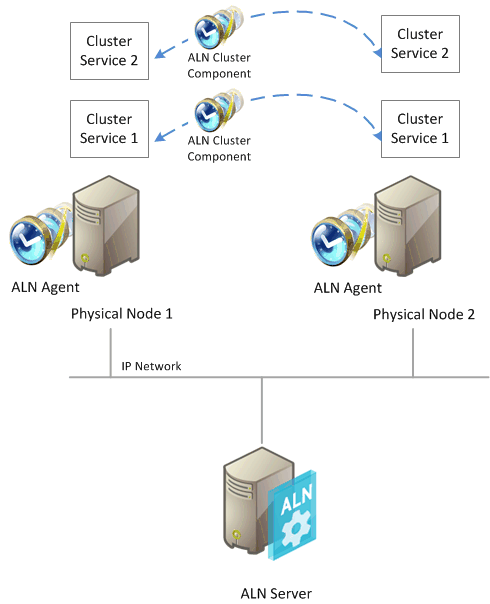 Cluster
Service 2
ALN Cluster
Component
Cluster
Service 2
Cluster
Service 1
ALN Cluster
Component
Cluster
Service 1
ALN Agent
Physical Node 1
ALN Agent
Physical Node 2
IP Network
ALN
ALN Server